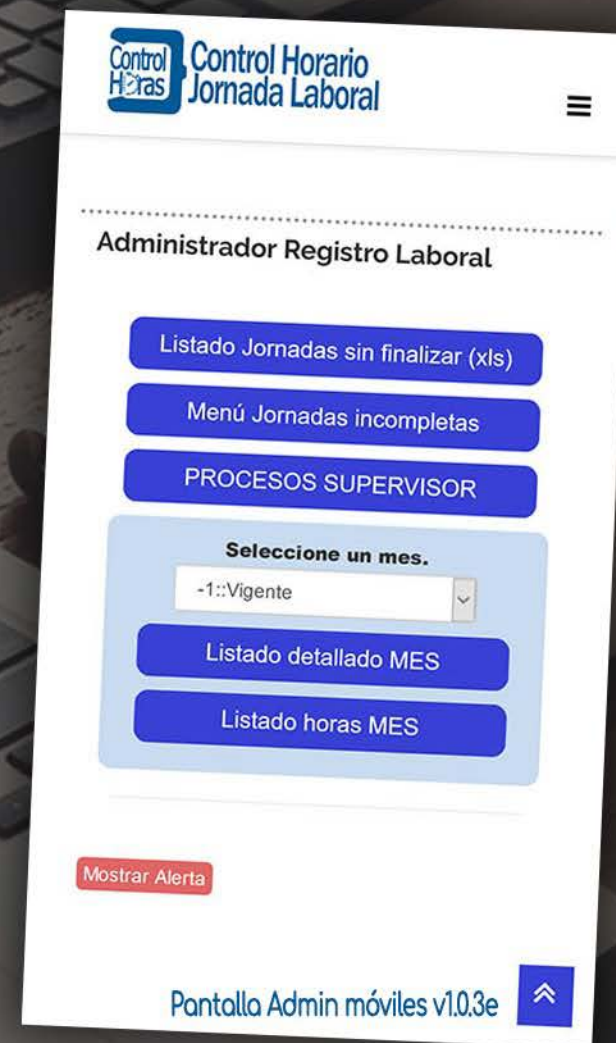 Control Horas
Control Horario
Jornada Laboral
Administrador Registro Laboral
Listado Jornadas sin finalizar (xls)
Menú Jornadas incompletas
PROCESOS SUPERVISOR
Seleccione un mes.
-1::Vigente
Listado detallado MES
Listado horas MES
Mostrar Alerta
Pantalla Admin móviles v1.0.3e